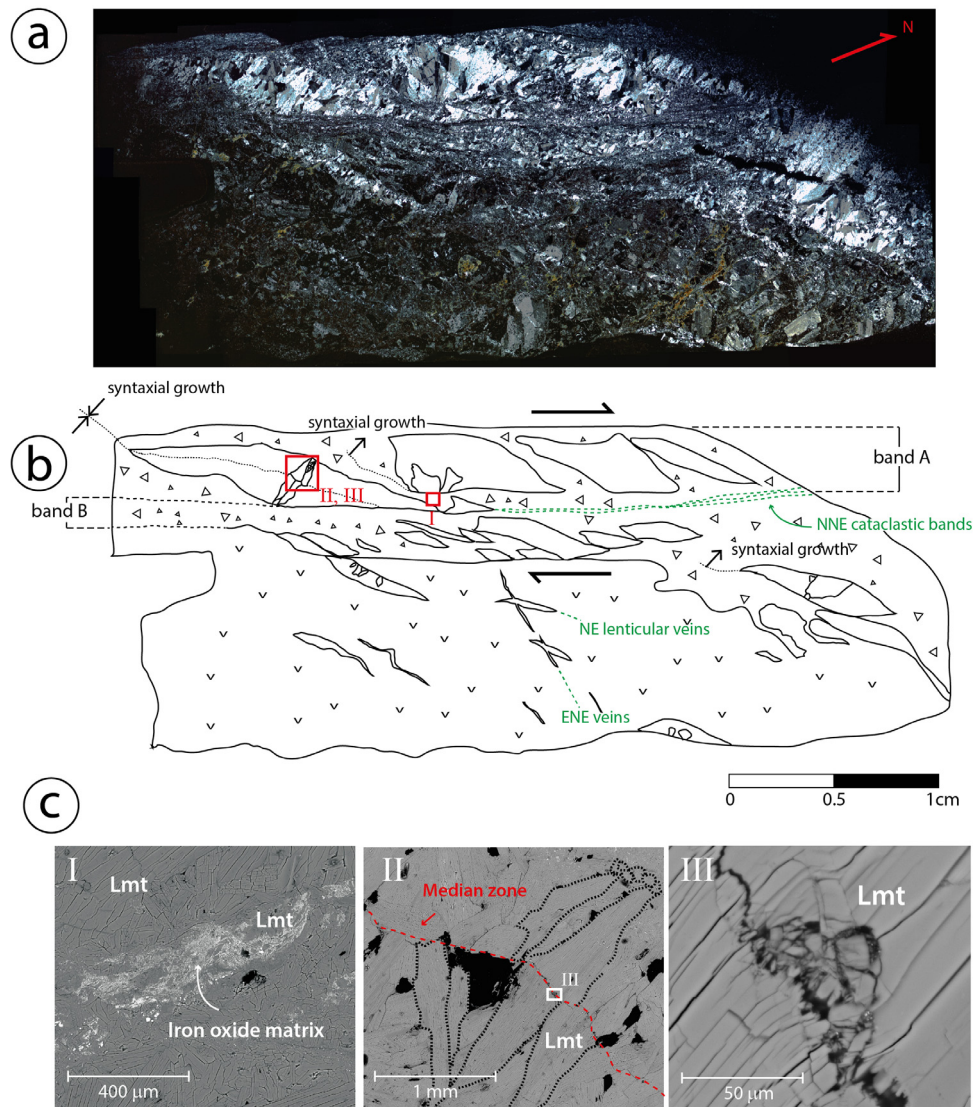 a
N
syntaxial growth
syntaxial growth
b
band A
II, III
band B
I
NNE cataclastic bands
syntaxial growth
NE lenticular veins
ENE veins
0 0.5 1cm
c
I
Lmt
Lmt
Iron oxide matrix
400 µm
II
Median zone
III
Lmt
1 mm
III
Lmt
50 µm